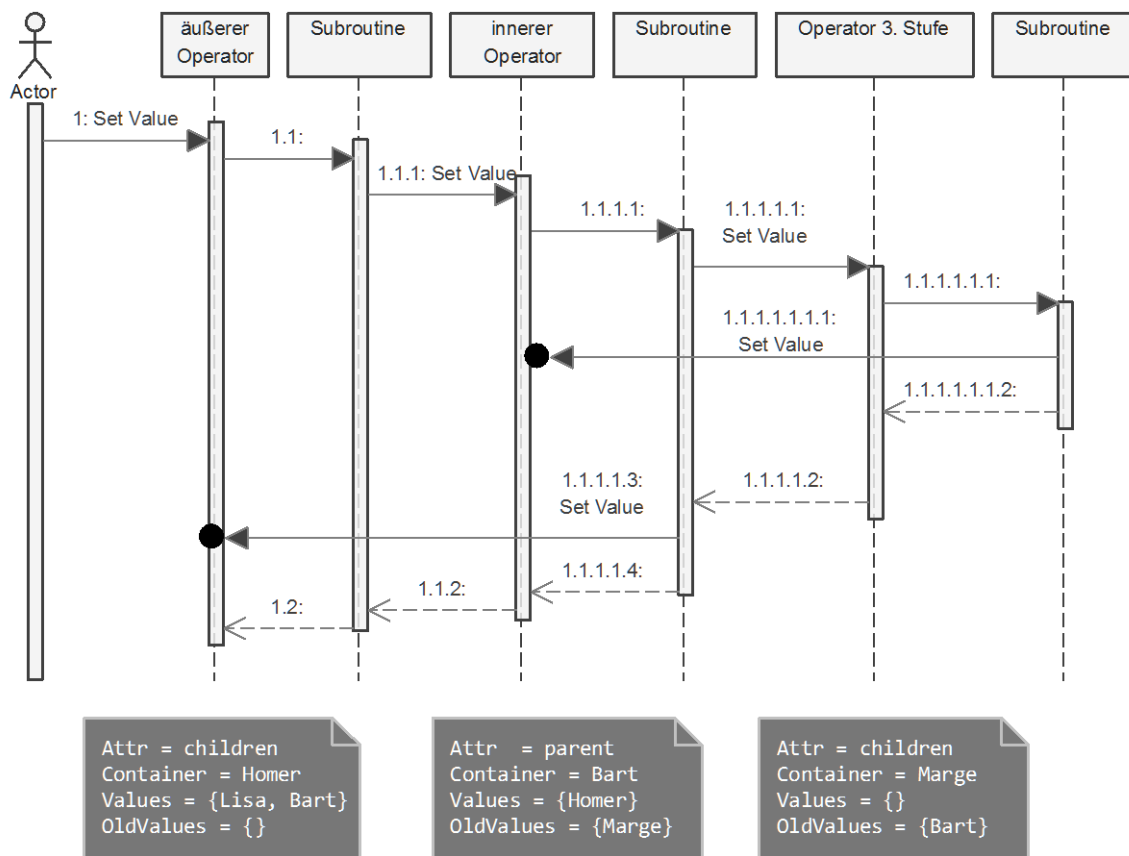 äußerer
Operator
Subroutine
innerer
Operator
Subroutine
Operator 3. Stufe
Subroutine
Actor
1: Set Value
1.1:
1.1.1: Set Value
1.1.1.1:
1.1.1.1.1:
Set Value
1.1.1.1.1.1:
1.1.1.1.1.1.1:
Set Value
1.1.1.1.1.1.2:
1.1.1.1.3:
Set Value
1.1.1.1.2:
1.1.1.1.4:
1.1.2:
1.2:
Attr = children
Container = Homer
Values = {Lisa, Bart}
OldValues = {}
Attr = parent
Container = Bart
Values = {Homer}
OldValues = {Marge}
Attr = children
Container = Marge
Values = {}
OldValues = {Bart}